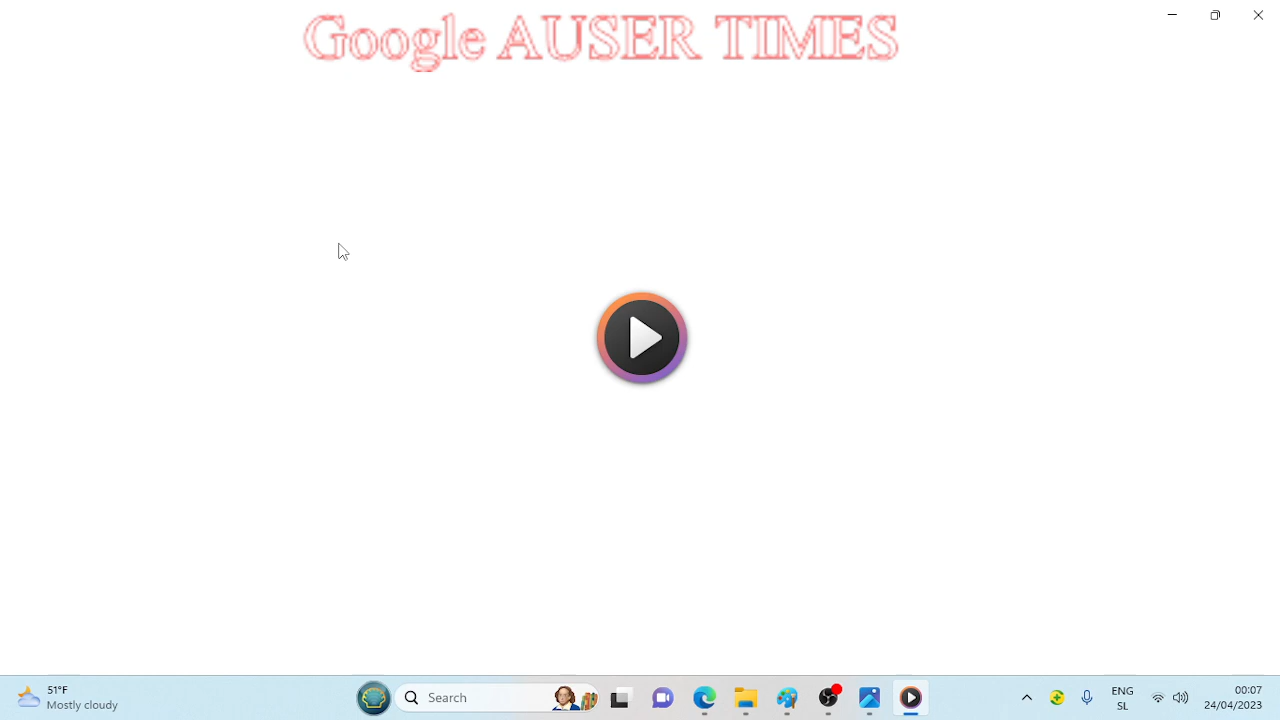 Google AUSER TIMES
51°F
Mostly cloudy
Search
ENG
SL
00:07
24/04/2023